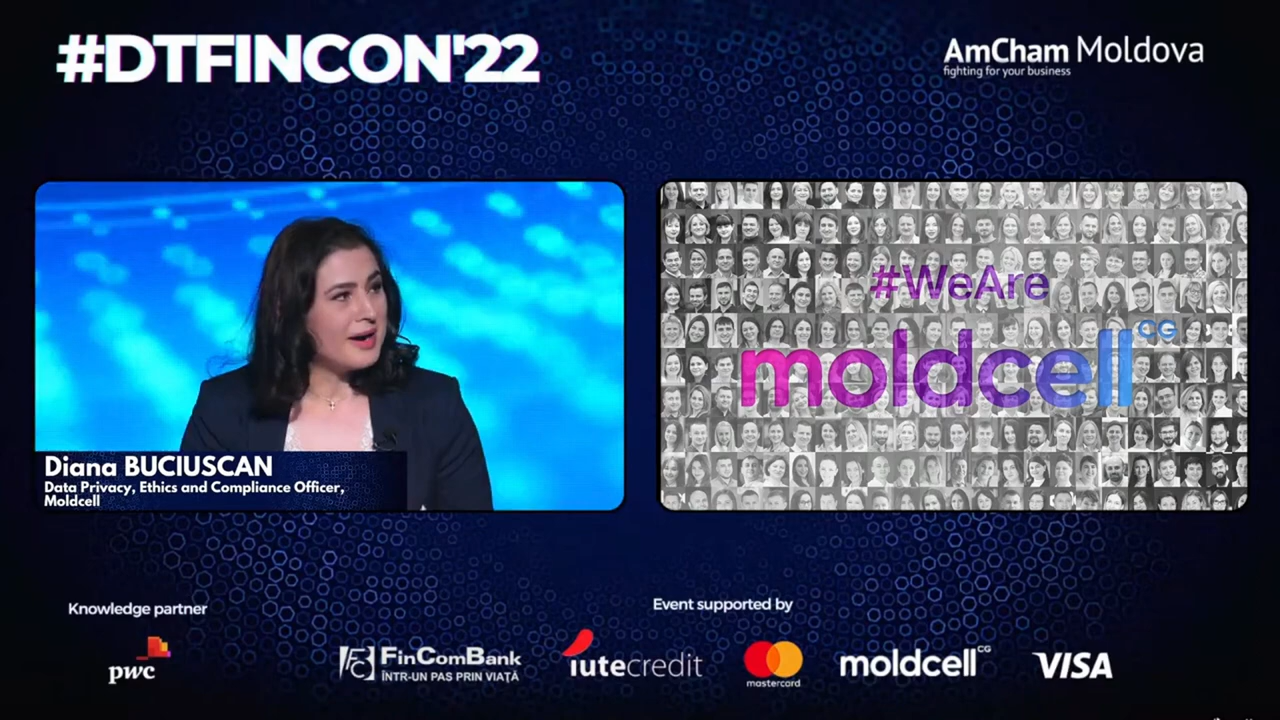 #DTFINCON'22
AmCham Moldova
fighting for your business
#WeAre
moldcell CG
Diana BUCIUSCAN
Data Privacy, Ethics and Compliance Officer,
Moldcell
Knowledge partner
Event supported by
pwc
FC FinComBank
ÎNTR-UN PAS PRIN VIAȚĂ
iutecredit
mastercard
moldcell CG
VISA